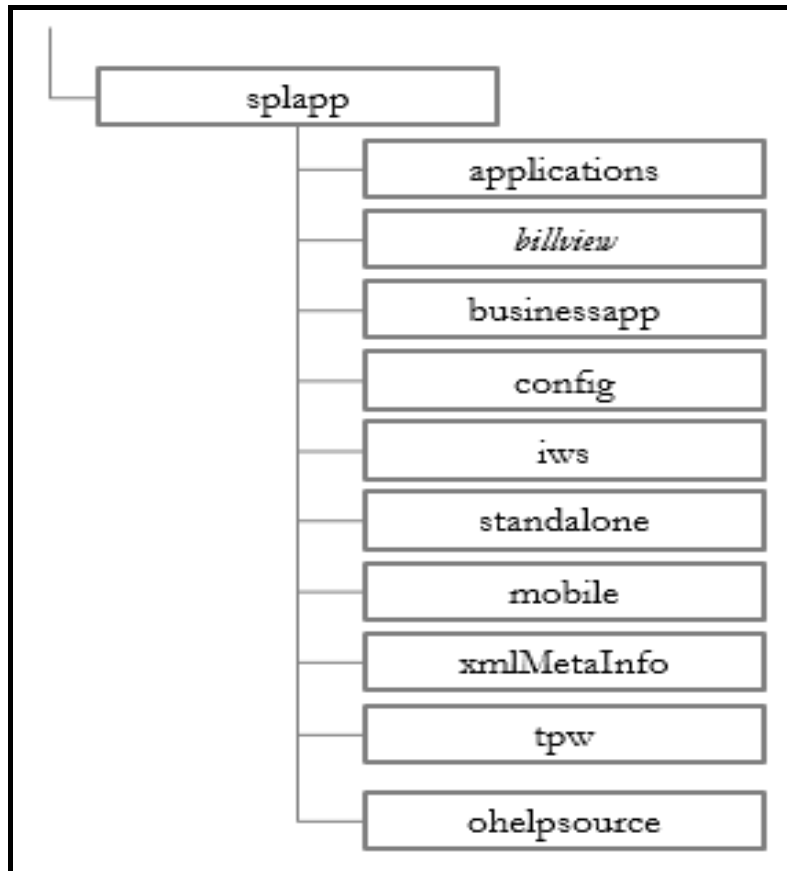 splapp
applications
billview
businessapp
config
iws
standalone
mobile
xmlMetaInfo
tpw
ohelpsource